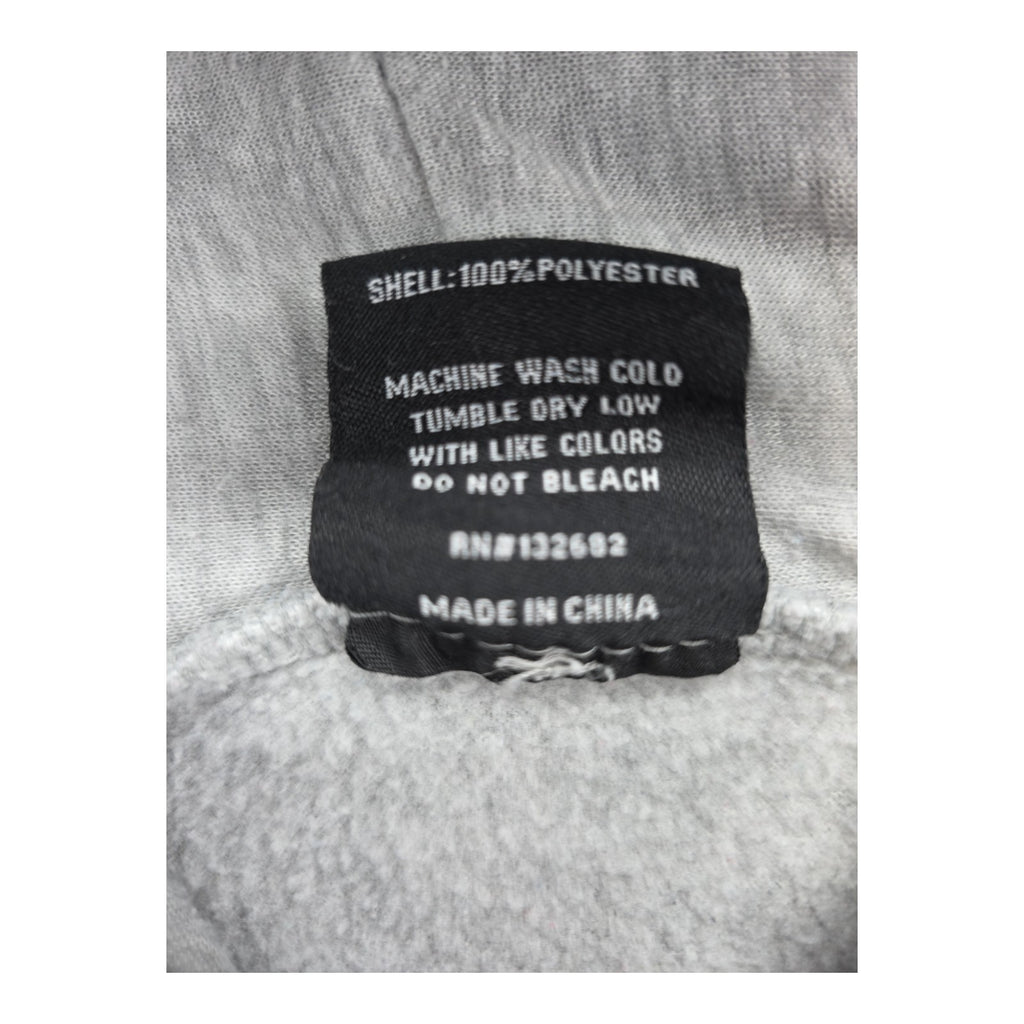 SHELL:100%POLYESTER
MACHINE WASH COLD
TUMBLE DRY LOW
WITH LIKE COLORS
DO NOT BLEACH
RN#132682
MADE IN CHINA